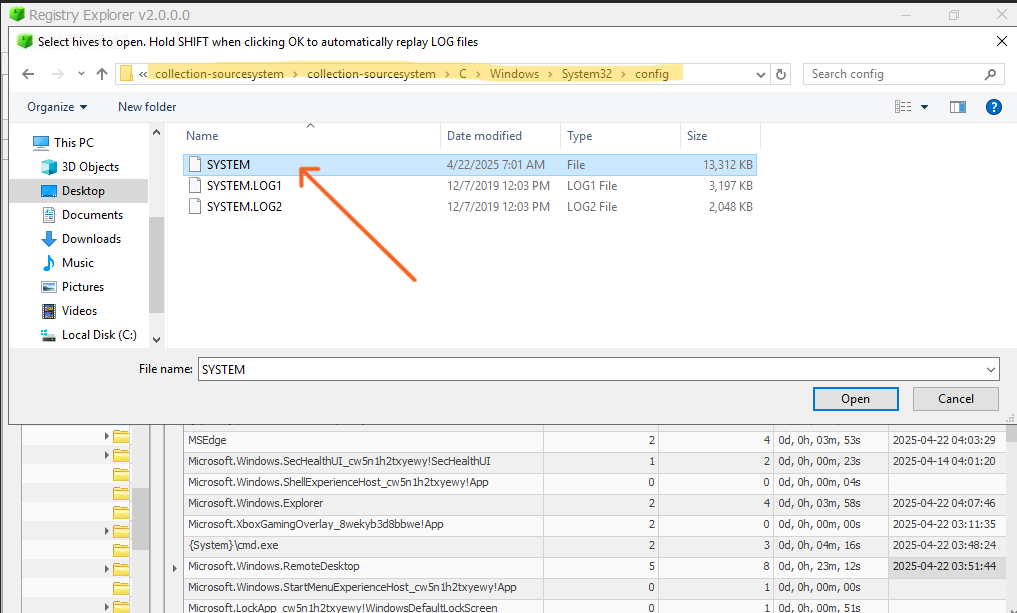 Registry Explorer v2.0.0.0
Select hives to open. Hold SHIFT when clicking OK to automatically replay LOG files
« collection-sourcesystem > collection-sourcesystem > C > Windows > System32 > config
Search config
Organize
New folder
Name Date modified Type Size
This PC
3D Objects
Desktop
Documents
Downloads
Music
Pictures
Videos
Local Disk (C:)
SYSTEM 4/22/2025 7:01 AM File 13,312 KB
SYSTEM.LOG1 12/7/2019 12:03 PM LOG1 File 3,197 KB
SYSTEM.LOG2 12/7/2019 12:03 PM LOG2 File 2,048 KB
File name: SYSTEM
Open Cancel
MSEdge 2 4 0d, 0h, 03m, 53s 2025-04-22 04:03:29
Microsoft.Windows.SecHealthUI_cw5n1h2txyewy!SecHealthUI 1 2 0d, 0h, 00m, 23s 2025-04-14 04:01:20
Microsoft.Windows.ShellExperienceHost_cw5n1h2txyewy!App 0 0 0d, 0h, 00m, 04s
Microsoft.Windows.Explorer 2 4 0d, 0h, 03m, 58s 2025-04-22 04:07:46
Microsoft.XboxGamingOverlay_8wekyb3d8bbwe!App 2 0 0d, 0h, 00m, 00s 2025-04-22 03:11:35
{System}\cmd.exe 2 3 0d, 0h, 04m, 16s 2025-04-22 03:48:24
Microsoft.Windows.RemoteDesktop 5 8 0d, 0h, 23m, 12s 2025-04-22 03:51:44
Microsoft.Windows.StartMenuExperienceHost_cw5n1h2txyewy!App 0 1 0d, 0h, 00m, 00s
Microsoft.LockApp_cw5n1h2txyewy!WindowsDefaultLockScreen 0 1 0d, 0h, 00m, 51s